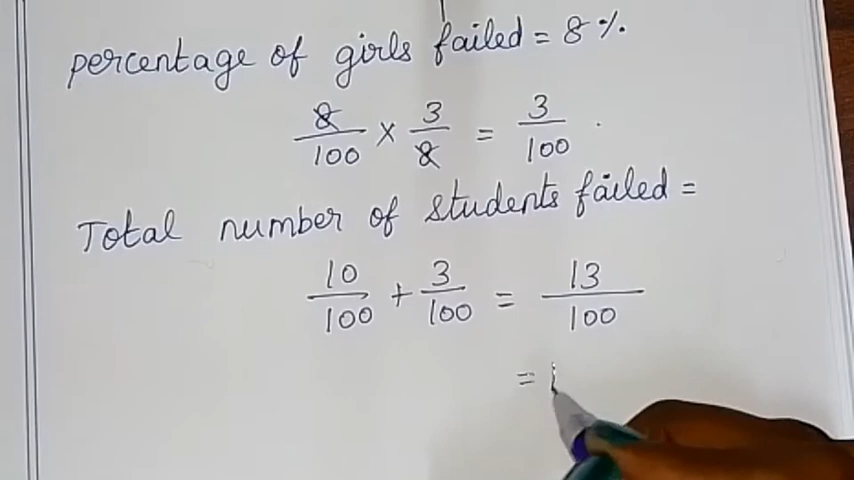 percentage of girls failed = 8 %
8/100 × 3/8 = 3/100 .
Total number of students failed =
10/100 + 3/100 = 13/100
= 1